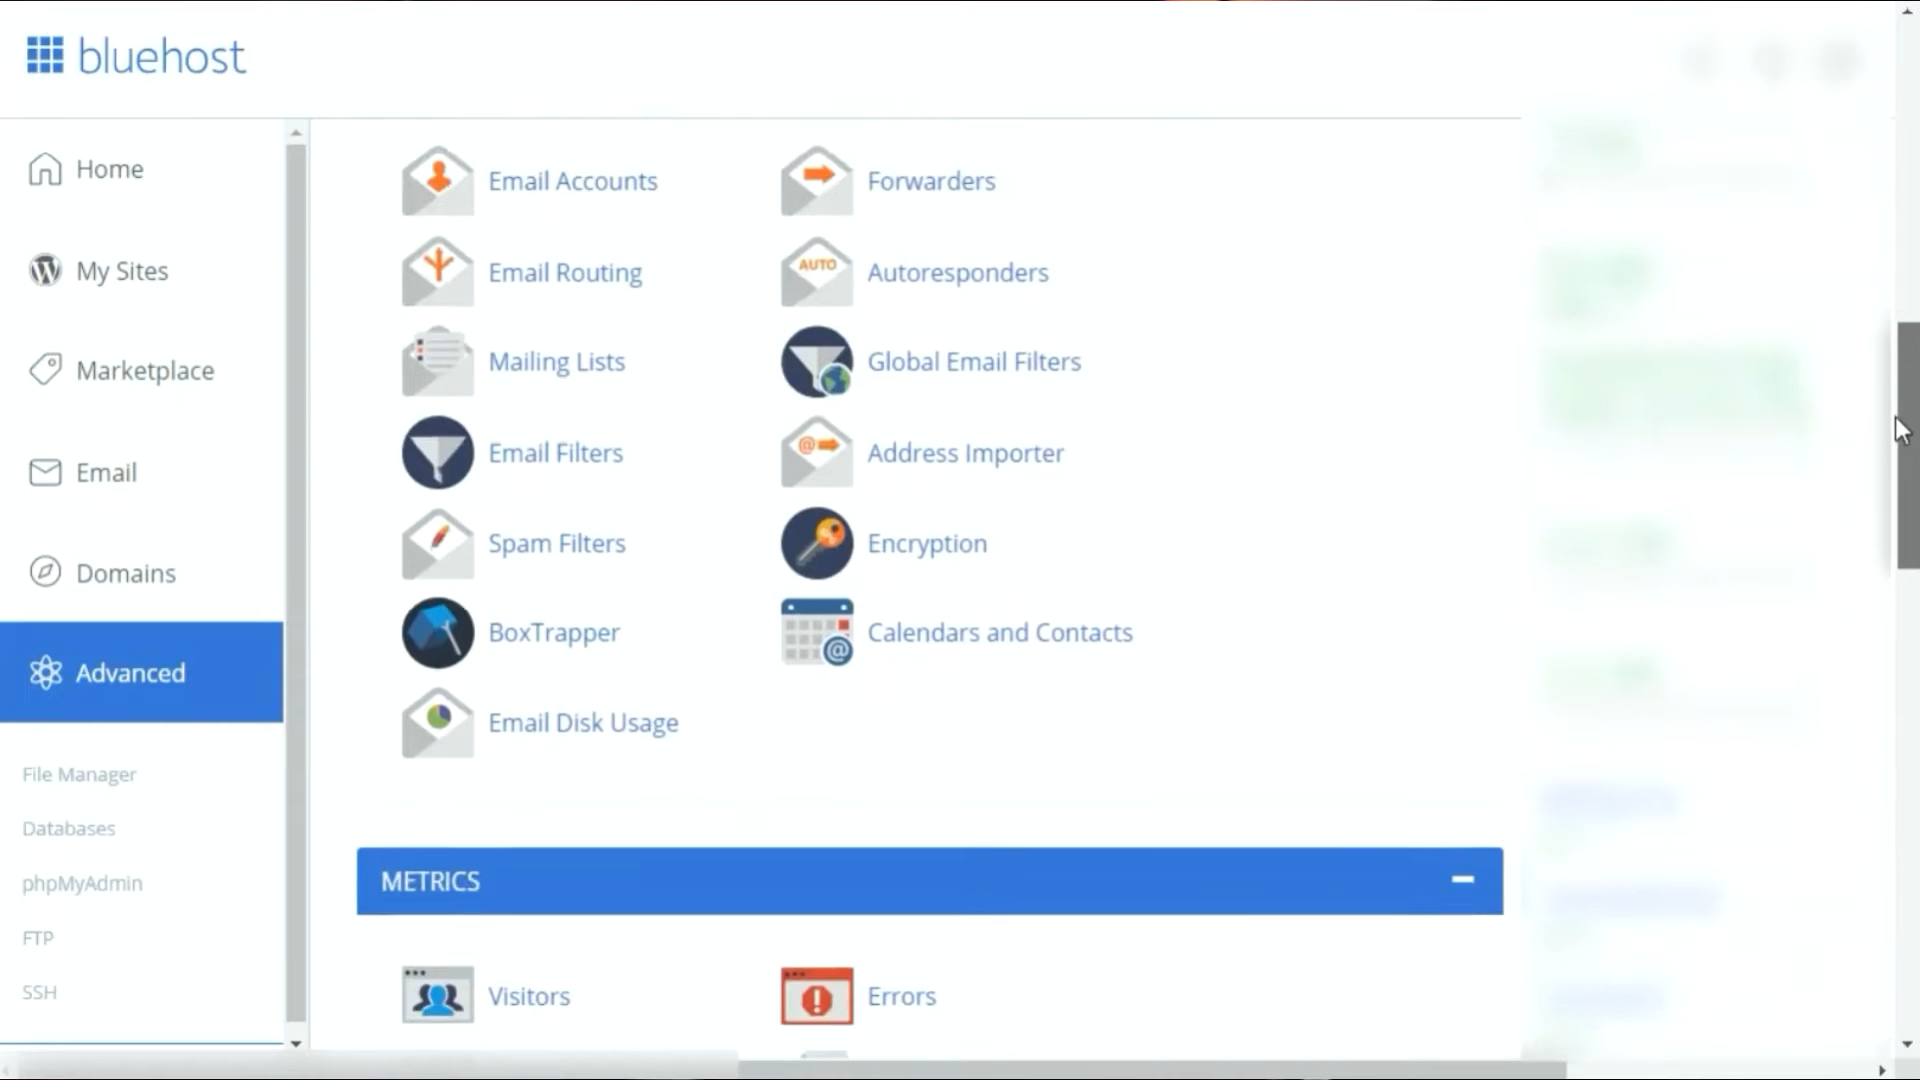 bluehost
Home
My Sites
Marketplace
Email
Domains
Advanced
File Manager
Databases
phpMyAdmin
FTP
SSH
Email Accounts
Forwarders
Email Routing
AUTO
Autoresponders
Mailing Lists
Global Email Filters
Email Filters
@
Address Importer
Spam Filters
Encryption
BoxTrapper
@
Calendars and Contacts
Email Disk Usage
METRICS
Visitors
Errors